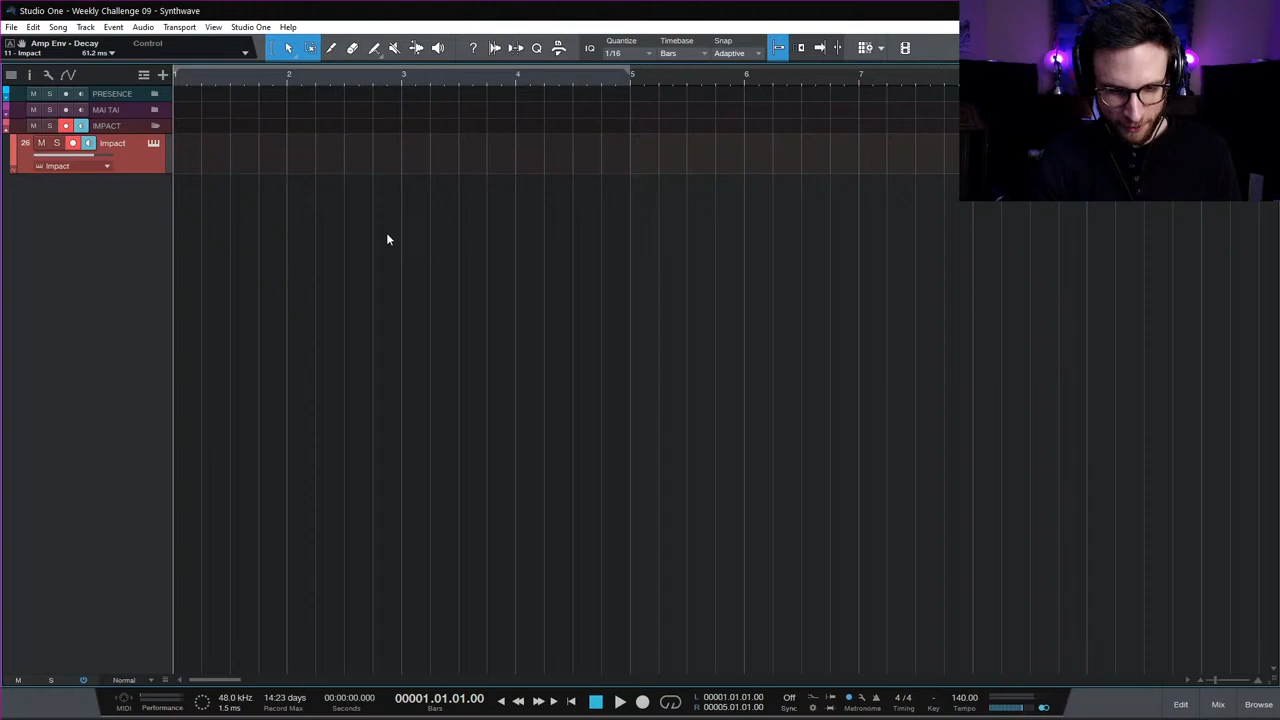 Studio One - Weekly Challenge 09 - Synthwave
File Edit Song Track Event Audio Transport View Studio One Help
Amp Env - Decay Control
11 - Impact 61.2 ms
Quantize Timebase Snap
IQ 1/16 Bars Adaptive
1 2 3 4 5 6 7
M S PRESENCE
M S MAI TAI
M S IMPACT
26 M S Impact
Impact
M S Normal
MIDI Performance
48.0 kHz 14:23 days 00:00:00.000 00001.01.01.00
1.5 ms Record Max Seconds Bars
L 00001.01.01.00 Off 4 / 4 - 140.00
R 00005.01.01.00 Sync Metronome Timing Key Tempo
Edit Mix Browse